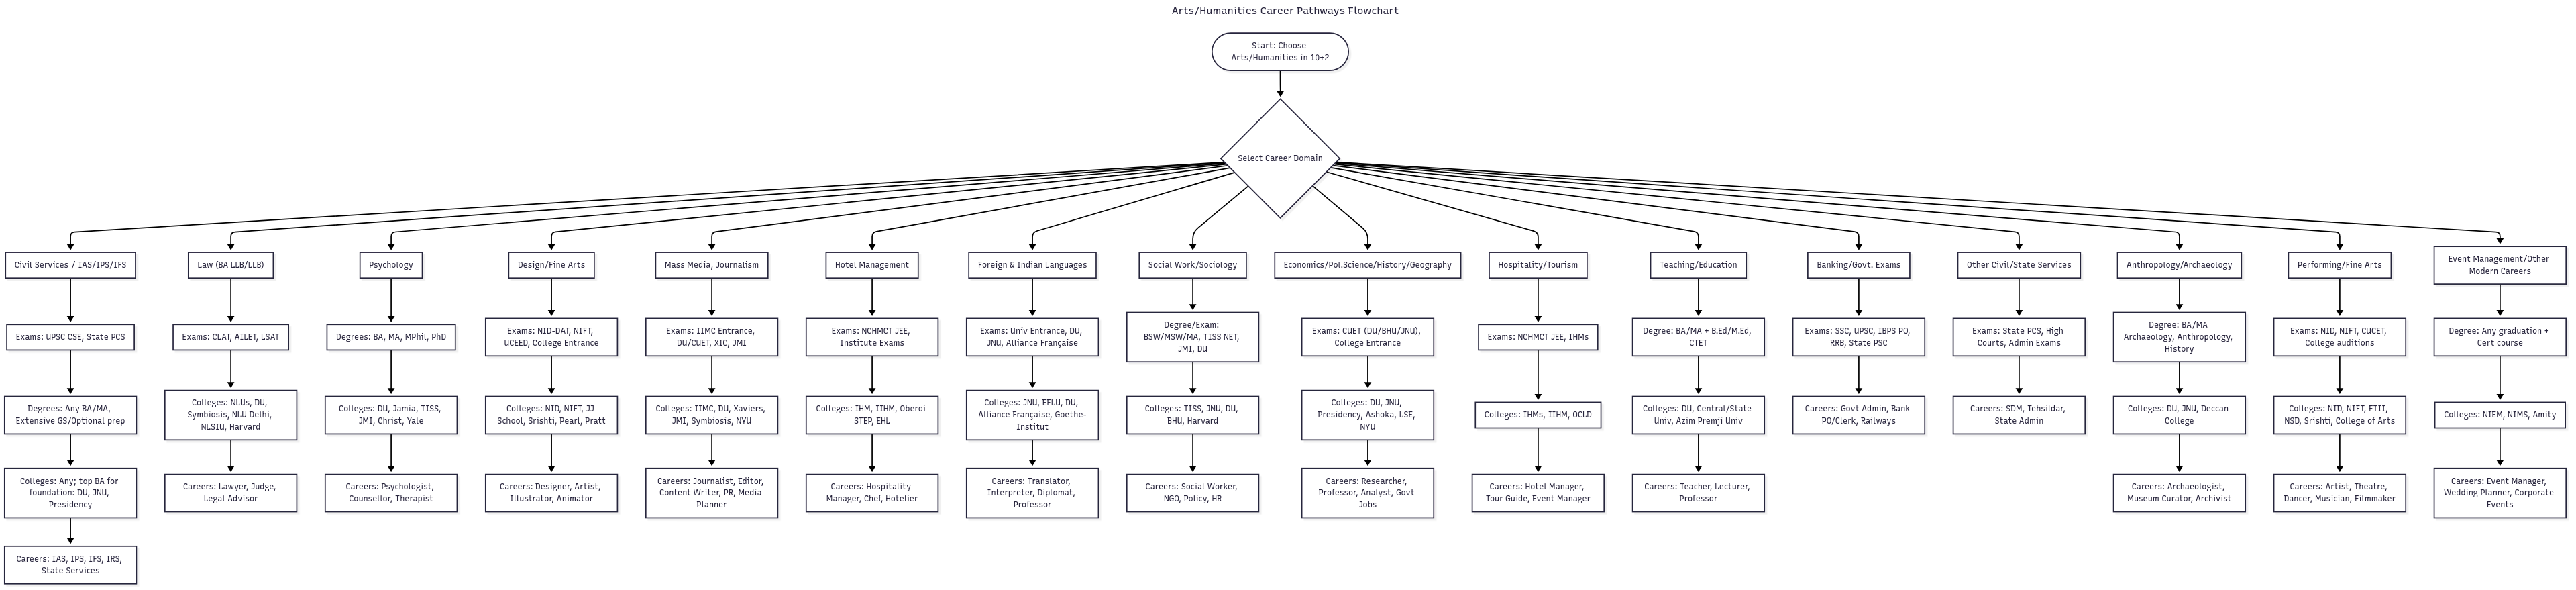 Arts/Humanities Career Pathways Flowchart
Start: Choose
Arts/Humanities in 10+2
Select Career Domain
Civil Services / IAS/IPS/IFS
Exams: UPSC CSE, State PCS
Degrees: Any BA/MA,
Extensive GS/Optional prep
Colleges: Any; top BA for
foundation: DU, JNU,
Presidency
Careers: IAS, IPS, IFS, IRS,
State Services
Law (BA LLB/LLB)
Exams: CLAT, AILET, LSAT
Colleges: NLUs, DU,
Symbiosis, NLU Delhi,
NLSIU, Harvard
Careers: Lawyer, Judge,
Legal Advisor
Psychology
Degrees: BA, MA, MPhil, PhD
Colleges: DU, Jamia, TISS,
JMI, Christ, Yale
Careers: Psychologist,
Counsellor, Therapist
Design/Fine Arts
Exams: NID-DAT, NIFT,
UCEED, College Entrance
Colleges: NID, NIFT, JJ
School, Srishti, Pearl, Pratt
Careers: Designer, Artist,
Illustrator, Animator
Mass Media, Journalism
Exams: IIMC Entrance,
DU/CUET, XIC, JMI
Colleges: IIMC, DU, Xaviers,
JMI, Symbiosis, NYU
Careers: Journalist, Editor,
Content Writer, PR, Media
Planner
Hotel Management
Exams: NCHMCT JEE,
Institute Exams
Colleges: IHM, IIHM, Oberoi
STEP, EHL
Careers: Hospitality
Manager, Chef, Hotelier
Foreign & Indian Languages
Exams: Univ Entrance, DU,
JNU, Alliance Française
Colleges: JNU, EFLU, DU,
Alliance Française, Goethe-
Institut
Careers: Translator,
Interpreter, Diplomat,
Professor
Social Work/Sociology
Degree/Exam:
BSW/MSW/MA, TISS NET,
JMI, DU
Colleges: TISS, JNU, DU,
BHU, Harvard
Careers: Social Worker,
NGO, Policy, HR
Economics/Pol.Science/History/Geography
Exams: CUET (DU/BHU/JNU),
College Entrance
Colleges: DU, JNU,
Presidency, Ashoka, LSE,
NYU
Careers: Researcher,
Professor, Analyst, Govt
Jobs
Hospitality/Tourism
Exams: NCHMCT JEE, IHMs
Colleges: IHMs, IIHM, OCLD
Careers: Hotel Manager,
Tour Guide, Event Manager
Teaching/Education
Degree: BA/MA + B.Ed/M.Ed,
CTET
Colleges: DU, Central/State
Univ, Azim Premji Univ
Careers: Teacher, Lecturer,
Professor
Banking/Govt. Exams
Exams: SSC, UPSC, IBPS PO,
RRB, State PSC
Careers: Govt Admin, Bank
PO/Clerk, Railways
Other Civil/State Services
Exams: State PCS, High
Courts, Admin Exams
Careers: SDM, Tehsildar,
State Admin
Anthropology/Archaeology
Degree: BA/MA
Archaeology, Anthropology,
History
Colleges: DU, JNU, Deccan
College
Careers: Archaeologist,
Museum Curator, Archivist
Performing/Fine Arts
Exams: NID, NIFT, CUCET,
College auditions
Colleges: NID, NIFT, FTII,
NSD, Srishti, College of Arts
Careers: Artist, Theatre,
Dancer, Musician, Filmmaker
Event Management/Other
Modern Careers
Degree: Any graduation +
Cert course
Colleges: NIEM, NIMS, Amity
Careers: Event Manager,
Wedding Planner, Corporate
Events